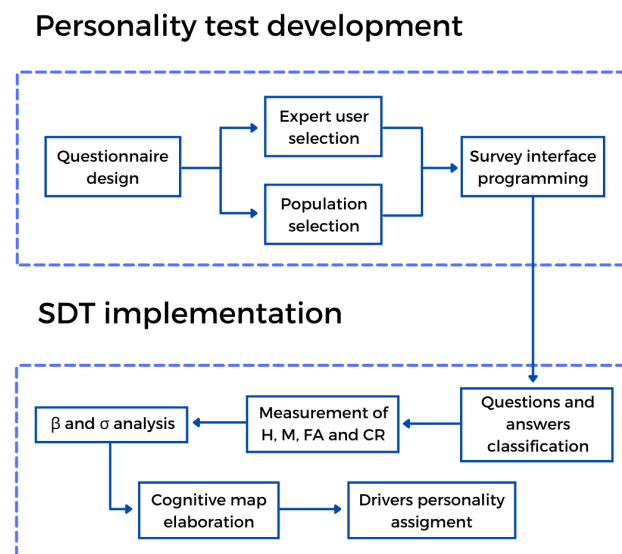 Personality test development
Expert user
selection
Questionnaire
design
Survey interface
programming
Population
selection
SDT implementation
Questions and
answers
classification
Measurement of
H, M, FA and CR
β and σ analysis
Cognitive map
elaboration
Drivers personality
assigment